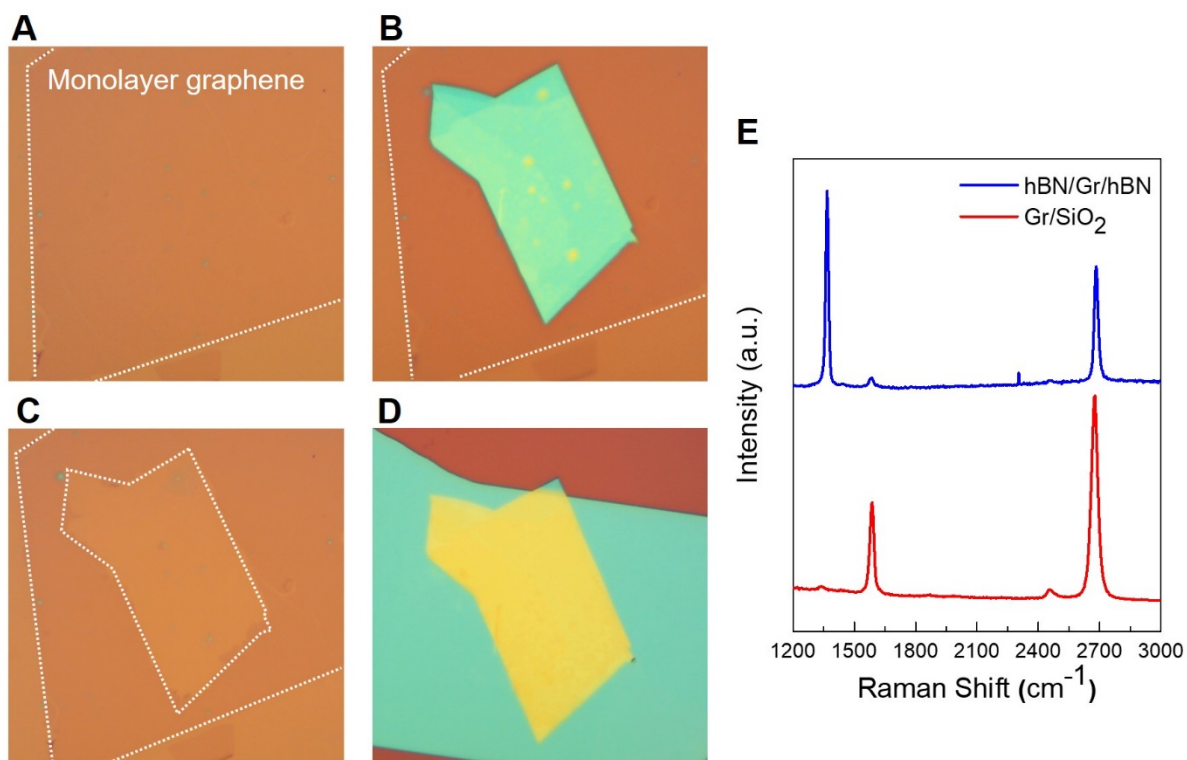 A
B
Monolayer graphene
E
hBN/Gr/hBN
Gr/SiO₂
C
D
Intensity (a.u.)
1200 1500 1800 2100 2400 2700 3000
Raman Shift (cm⁻¹)